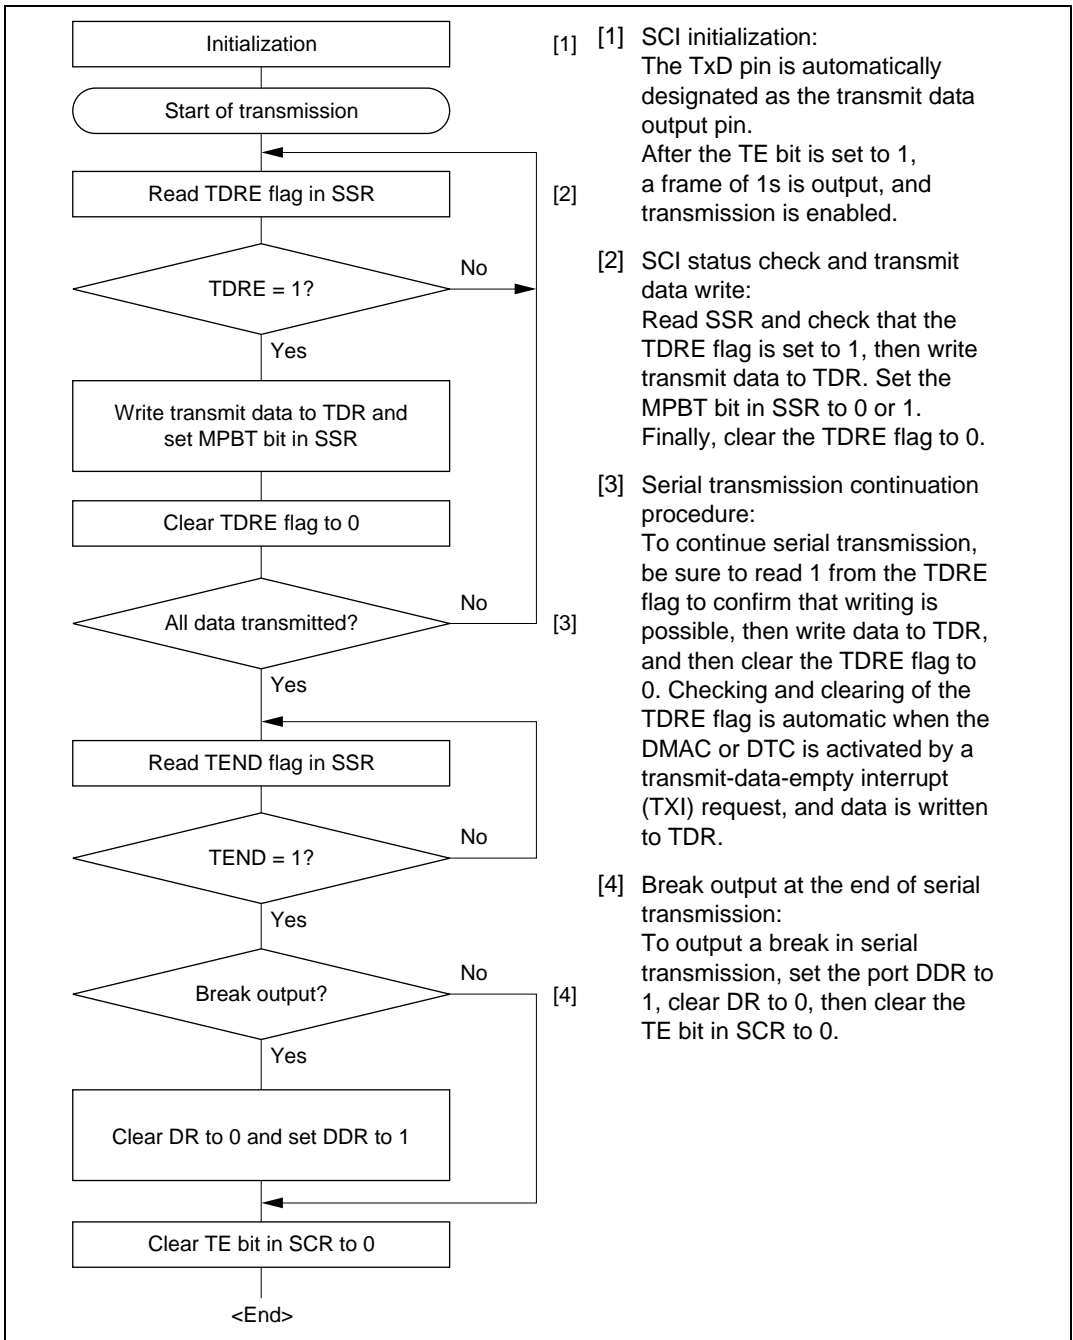 Initialization
[1]
Start of transmission
Read TDRE flag in SSR
[2]
TDRE = 1?
No
Yes
Write transmit data to TDR and
set MPBT bit in SSR
Clear TDRE flag to 0
All data transmitted?
No
[3]
Yes
Read TEND flag in SSR
TEND = 1?
No
Yes
Break output?
No
[4]
Yes
Clear DR to 0 and set DDR to 1
Clear TE bit in SCR to 0
<End>
[1] SCI initialization:
The TxD pin is automatically
designated as the transmit data
output pin.
After the TE bit is set to 1,
a frame of 1s is output, and
transmission is enabled.
[2] SCI status check and transmit
data write:
Read SSR and check that the
TDRE flag is set to 1, then write
transmit data to TDR. Set the
MPBT bit in SSR to 0 or 1.
Finally, clear the TDRE flag to 0.
[3] Serial transmission continuation
procedure:
To continue serial transmission,
be sure to read 1 from the TDRE
flag to confirm that writing is
possible, then write data to TDR,
and then clear the TDRE flag to
0. Checking and clearing of the
TDRE flag is automatic when the
DMAC or DTC is activated by a
transmit-data-empty interrupt
(TXI) request, and data is written
to TDR.
[4] Break output at the end of serial
transmission:
To output a break in serial
transmission, set the port DDR to
1, clear DR to 0, then clear the
TE bit in SCR to 0.